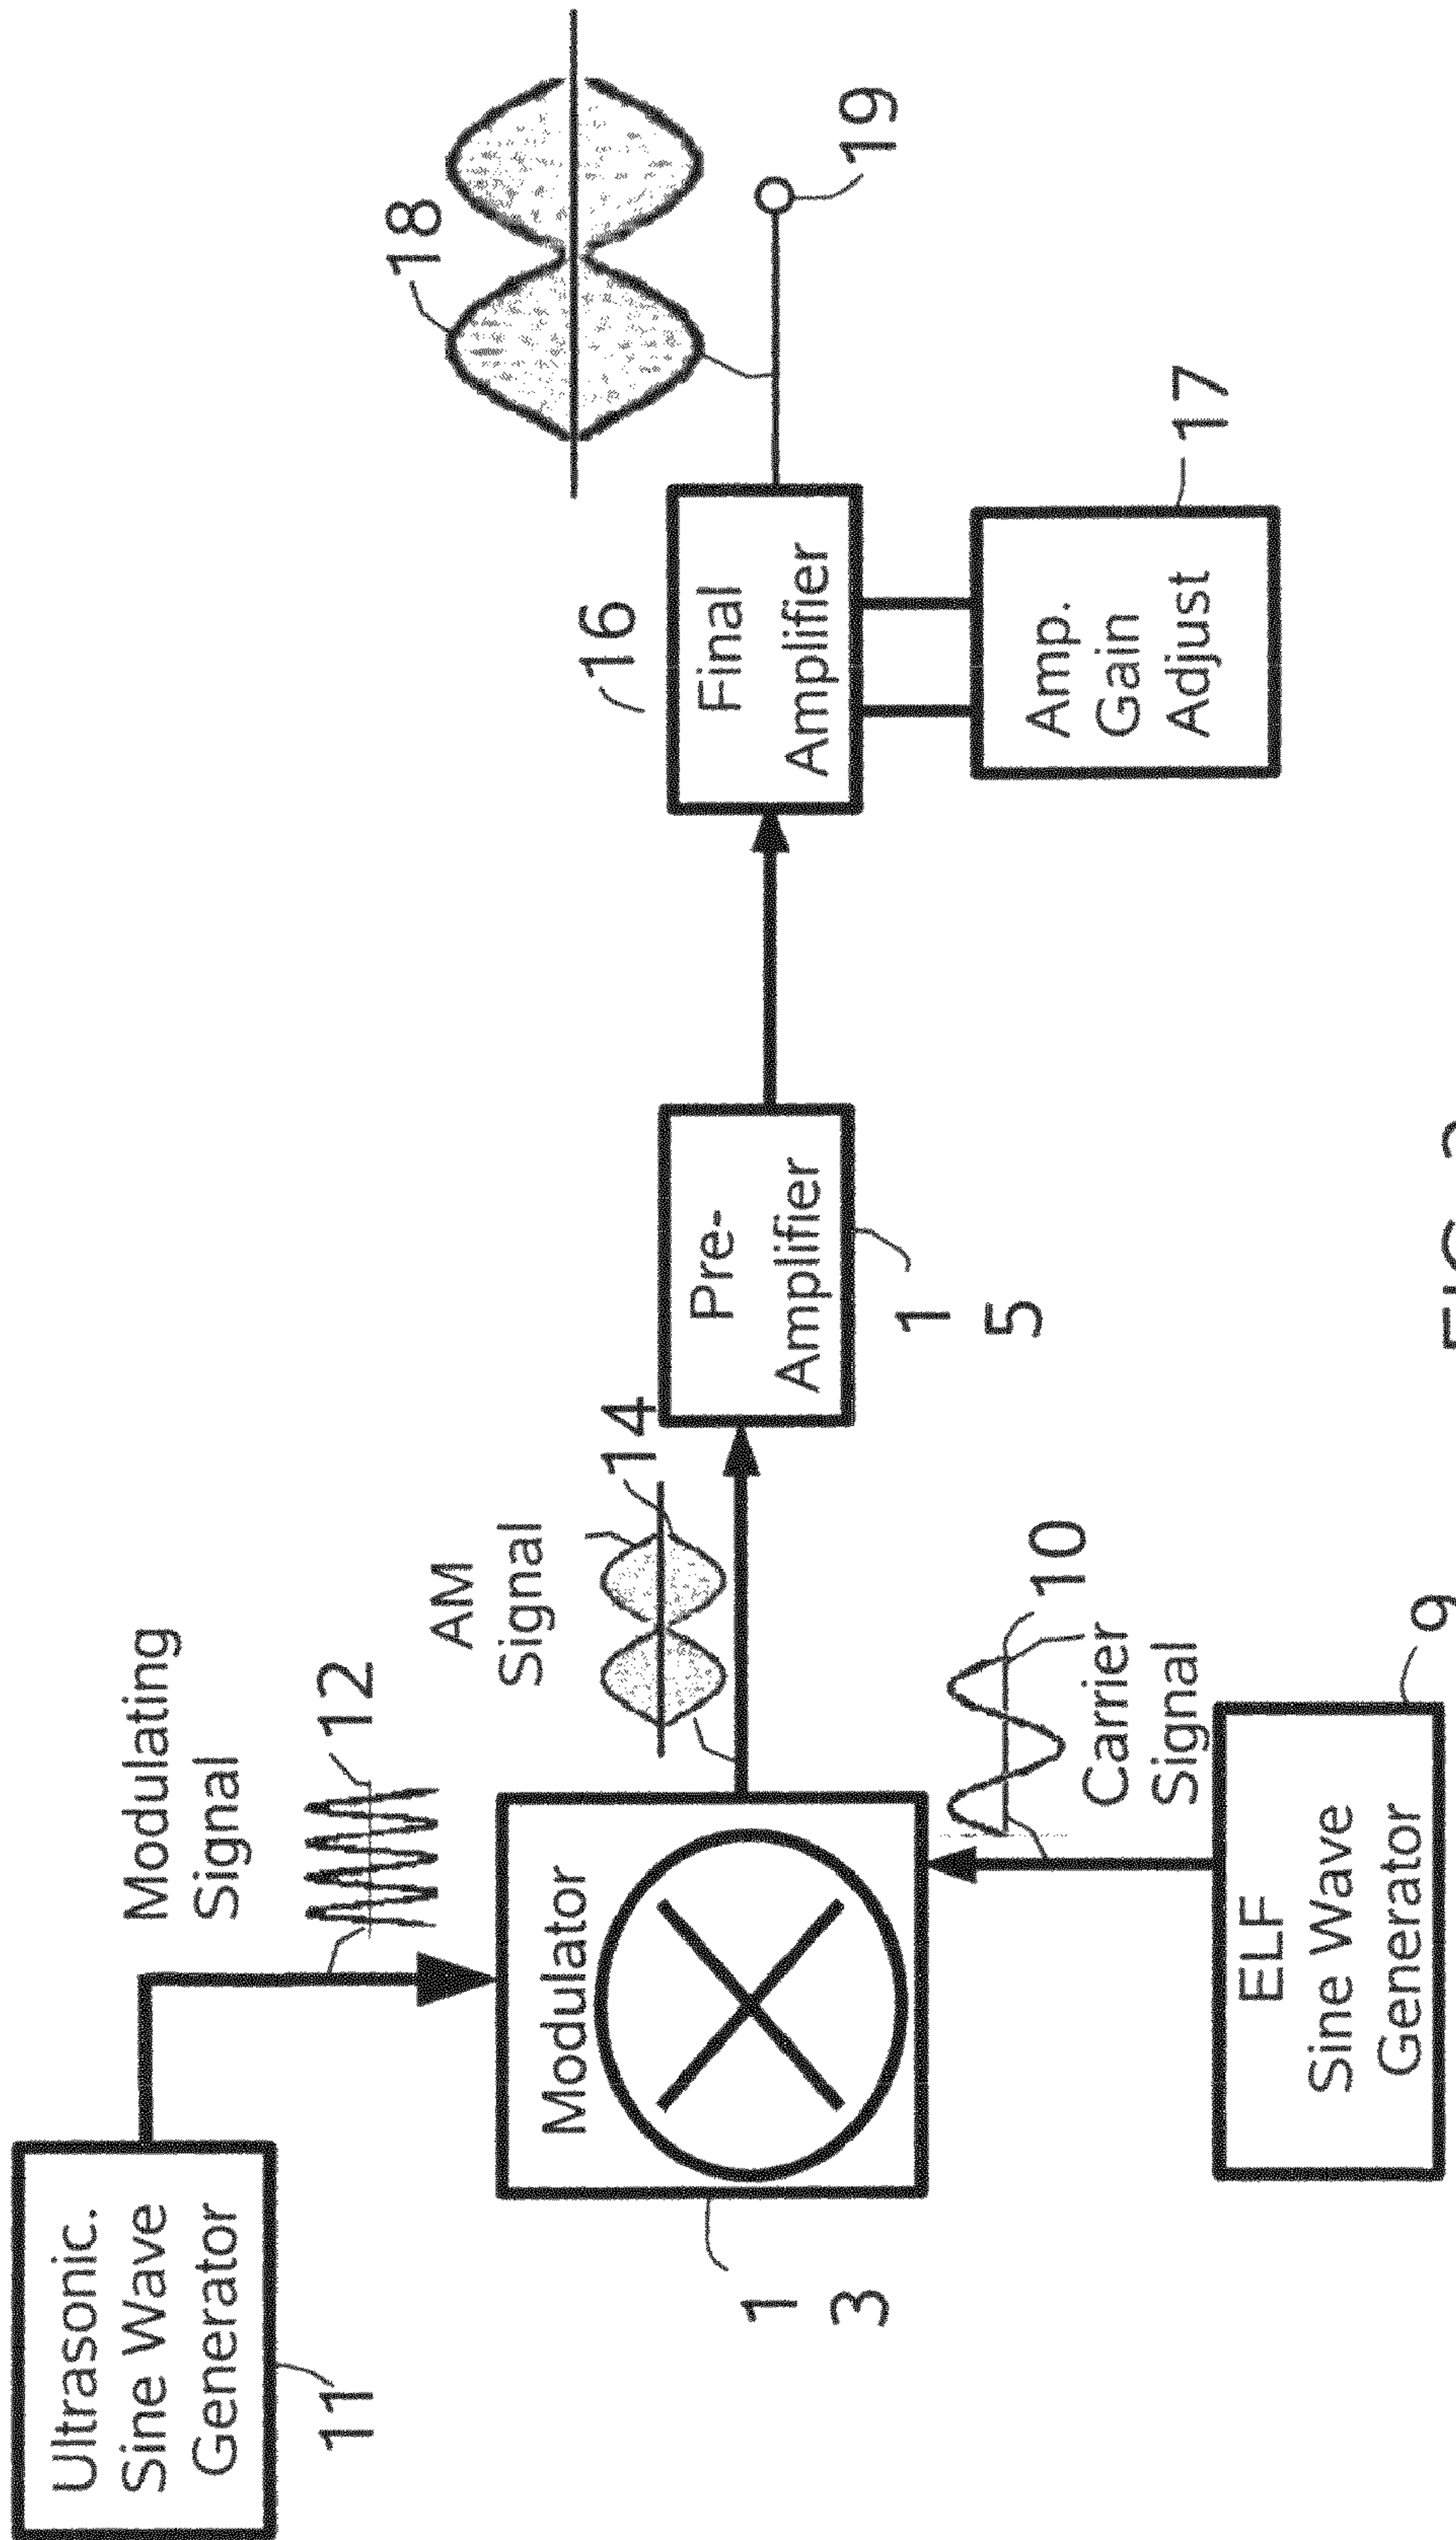 Ultrasonic.
Sine Wave
Generator
11
Modulating
Signal
12
Modulator
1
3
AM
Signal
14
10
Carrier
Signal
ELF
Sine Wave
Generator
9
Pre-
Amplifier
1
5
16
Final
Amplifier
Amp.
Gain
Adjust
17
18
19